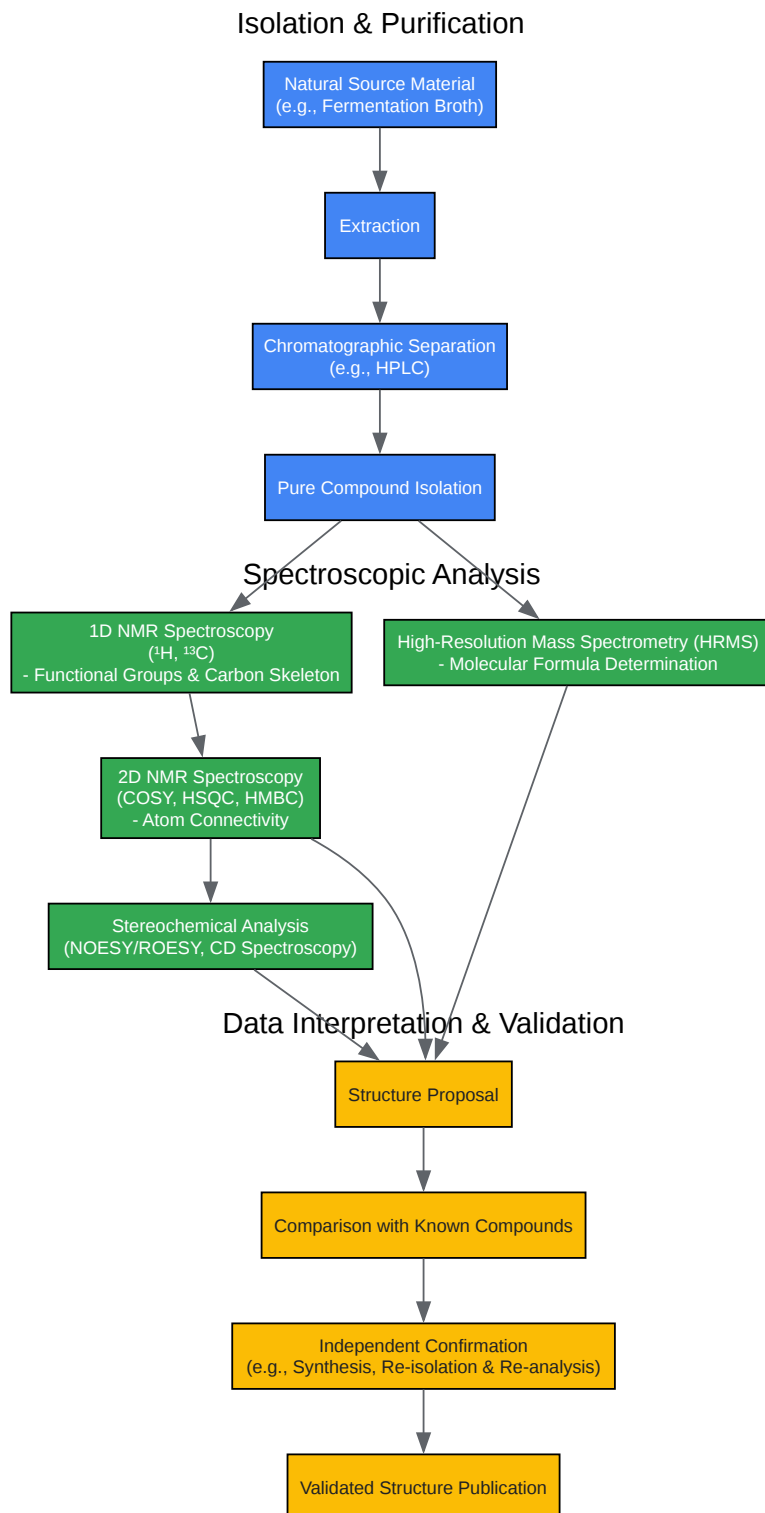 Isolation & Purification
Natural Source Material
(e.g., Fermentation Broth)
Extraction
Chromatographic Separation
(e.g., HPLC)
Pure Compound Isolation
Spectroscopic Analysis
1D NMR Spectroscopy
(¹H, ¹³C)
- Functional Groups & Carbon Skeleton
High-Resolution Mass Spectrometry (HRMS)
- Molecular Formula Determination
2D NMR Spectroscopy
(COSY, HSQC, HMBC)
- Atom Connectivity
Stereochemical Analysis
(NOESY/ROESY, CD Spectroscopy)
Data Interpretation & Validation
Structure Proposal
Comparison with Known Compounds
Independent Confirmation
(e.g., Synthesis, Re-isolation & Re-analysis)
Validated Structure Publication